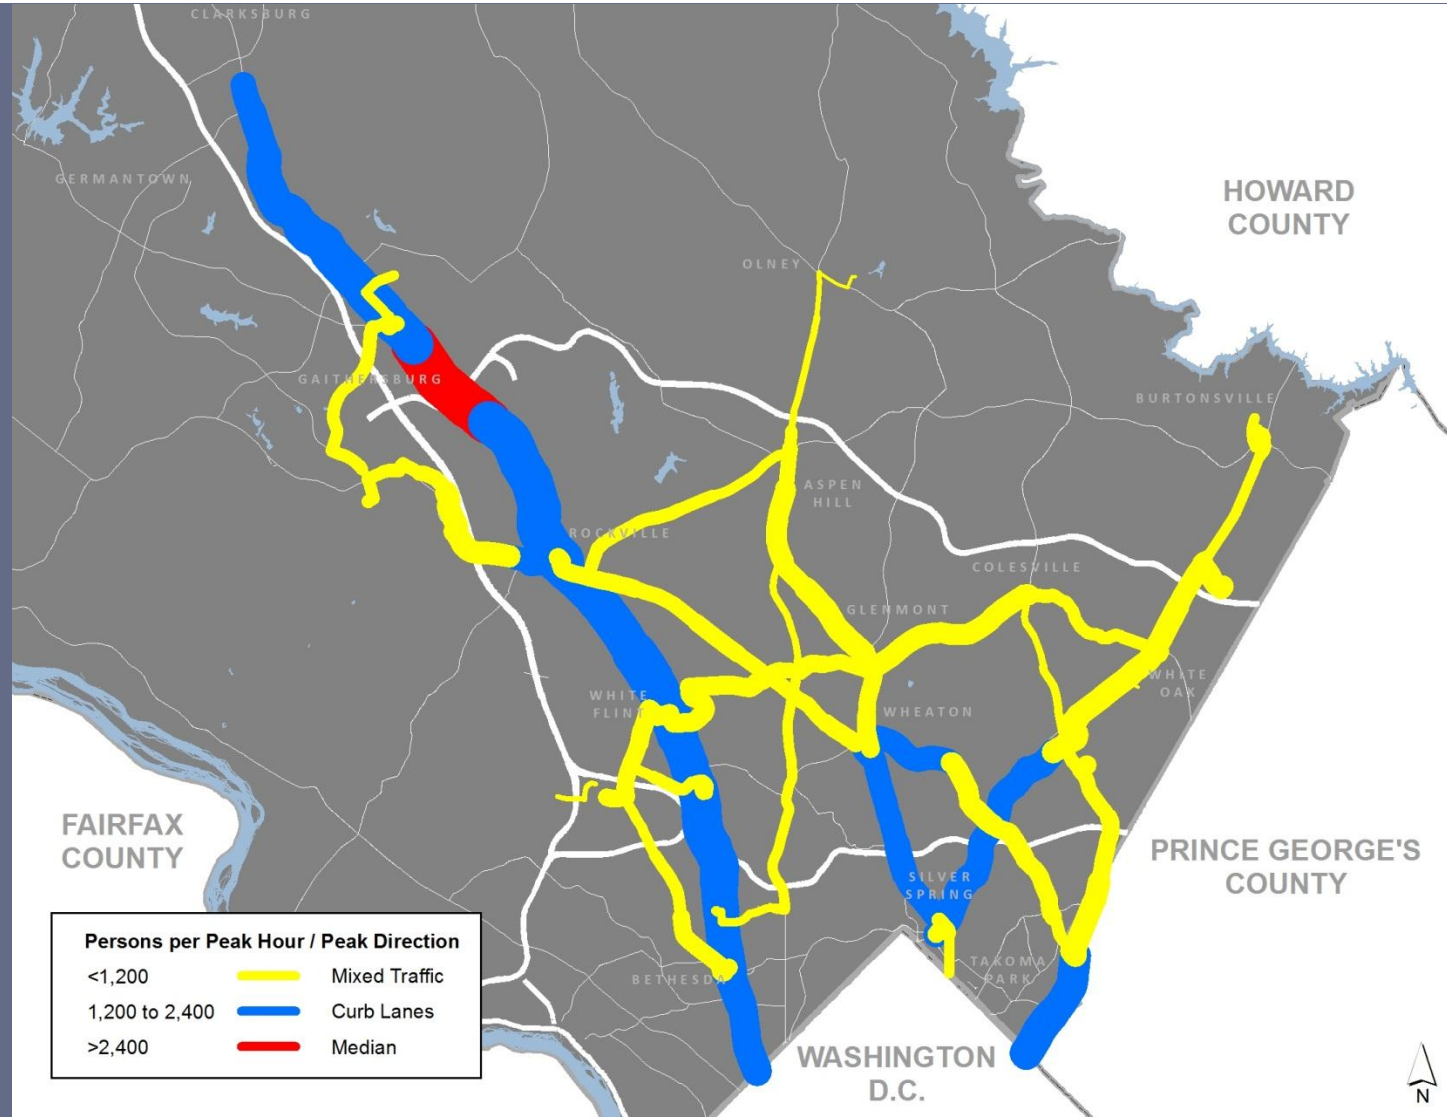 CLARKSBURG
GERMANTOWN
HOWARD
COUNTY
OLNEY
GAITHERSBURG
BURTONSVILLE
ASPEN
HILL
ROCKVILLE
COLESVILLE
GLENMONT
WHITE
FLINT
WHITE
OAK
WHEATON
FAIRFAX
COUNTY
PRINCE GEORGE'S
COUNTY
SILVER
SPRING
TAKOMA
PARK
BETHESDA
WASHINGTON
D.C.
Persons per Peak Hour / Peak Direction
<1,200 Mixed Traffic
1,200 to 2,400 Curb Lanes
>2,400 Median
N